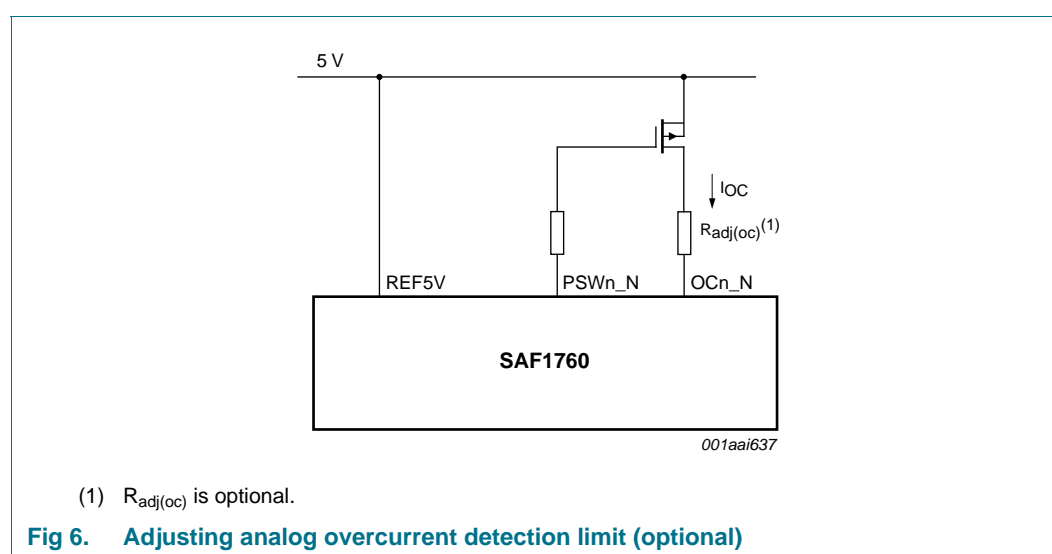 5 V
IOC
Radj(oc)(1)
REF5V
PSWn_N
OCn_N
SAF1760
001aai637
(1) Radj(oc) is optional.
Fig 6. Adjusting analog overcurrent detection limit (optional)